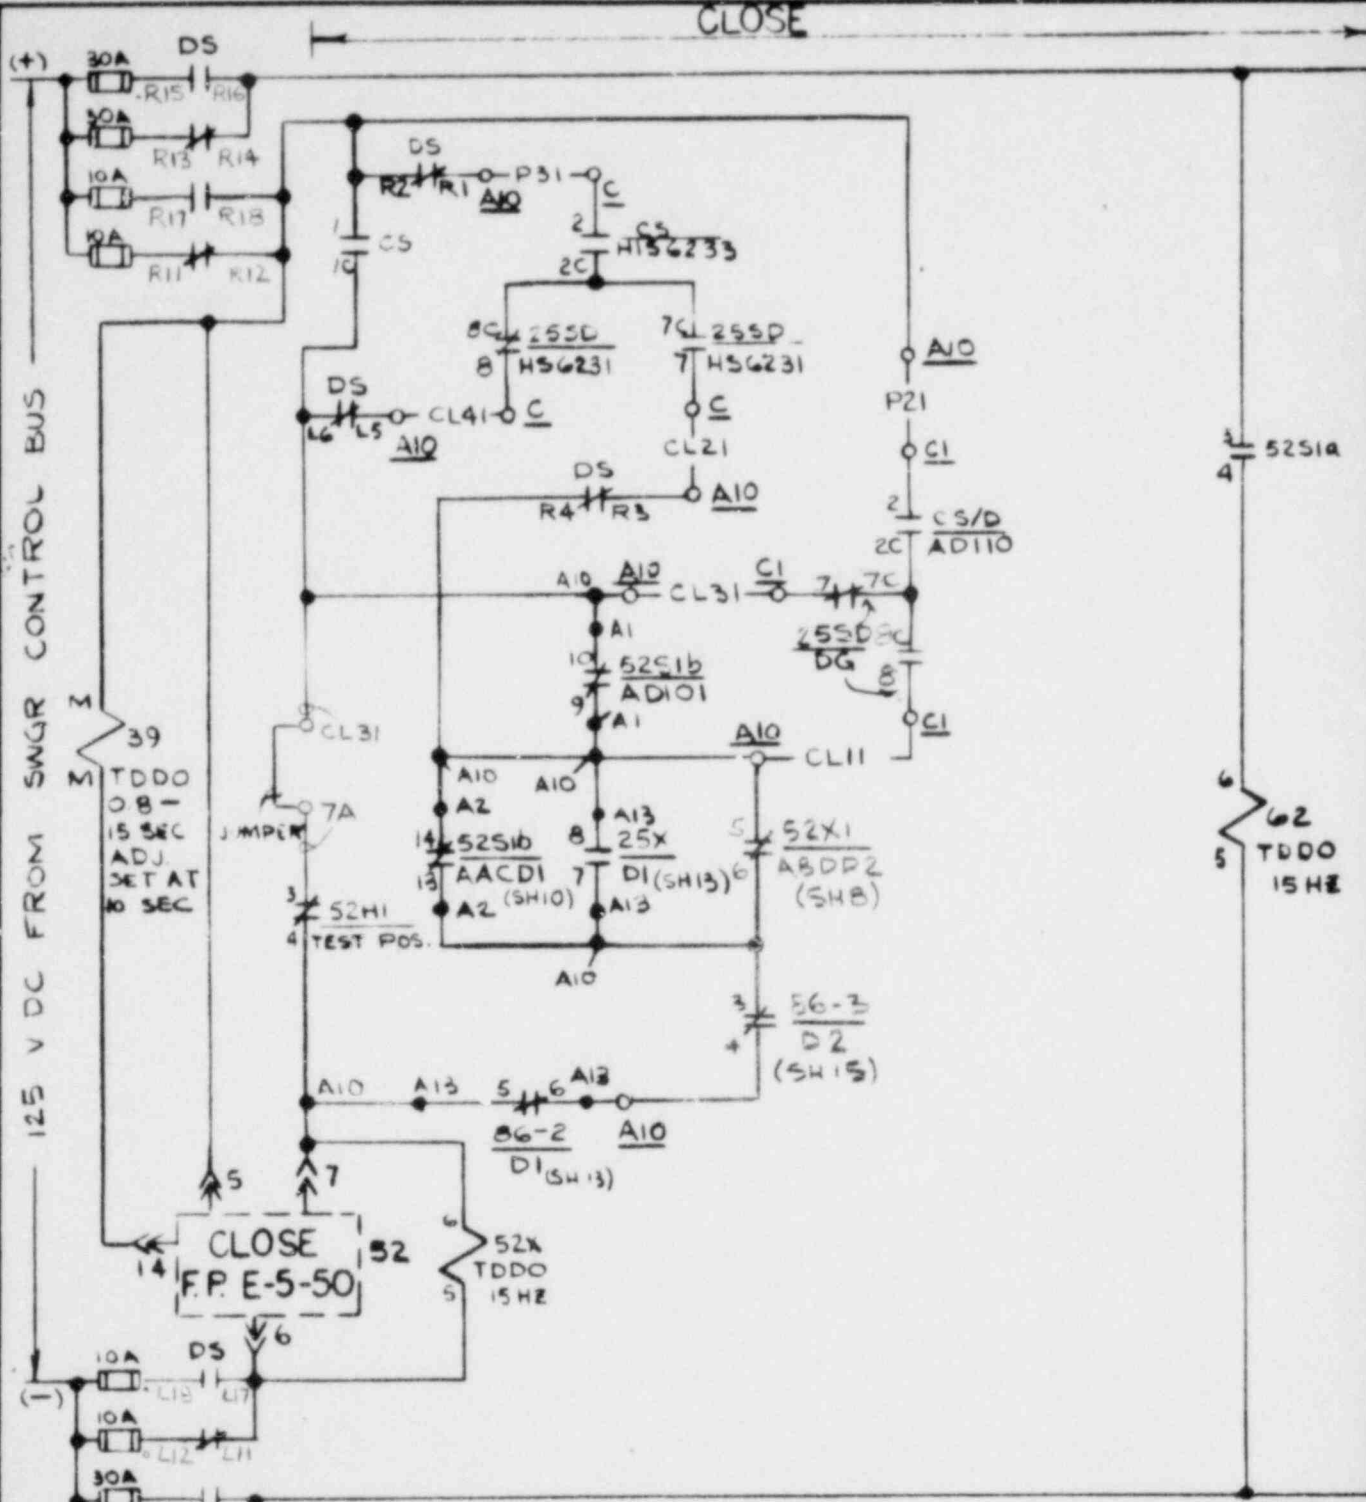 CLOSE
(+)
30A
DS
R15
R16
30A
R13
R14
10A
R17
R18
10A
R11
R12
DS
R2
R1
P31
A10
C
1
CS
1C
2
CS
HIS6233
2C
8C
25SD
8
HS6231
7C
25SD
7
HS6231
A10
P21
DS
L6
L5
CL41
C
A10
C
CL21
C1
DS
R4
R3
A10
3
52S1a
4
2
CS/D
2C
AD110
A10
A10
CL31
C1
7
7C
A1
25SD
8C
DG
8
10
52S1b
AD101
9
A1
C1
CL31
A10
CL11
A10
A10
M
39
M
TDDO
0.8 -
15 SEC
ADJ.
SET AT
10 SEC
JUMPER
7A
A2
A13
14
52S1b
AACD1
13
(SH10)
A2
8
25X
7
D1 (SH13)
A13
5
52X1
6
ABDD2
(SH8)
6
62
5
TDDO
15 HZ
3
52H1
4
TEST POS.
A10
3
86-3
4
D2
(SH 15)
A10
A13
5
6
A13
86-2
D1 (SH 13)
A10
5
7
14
CLOSE
F.P. E-5-50
52
6
52X
TDDO
5
15 HZ
6
125 V DC FROM SWGR CONTROL BUS
(-)
10A
DS
L18
L17
10A
L12
L11
30A